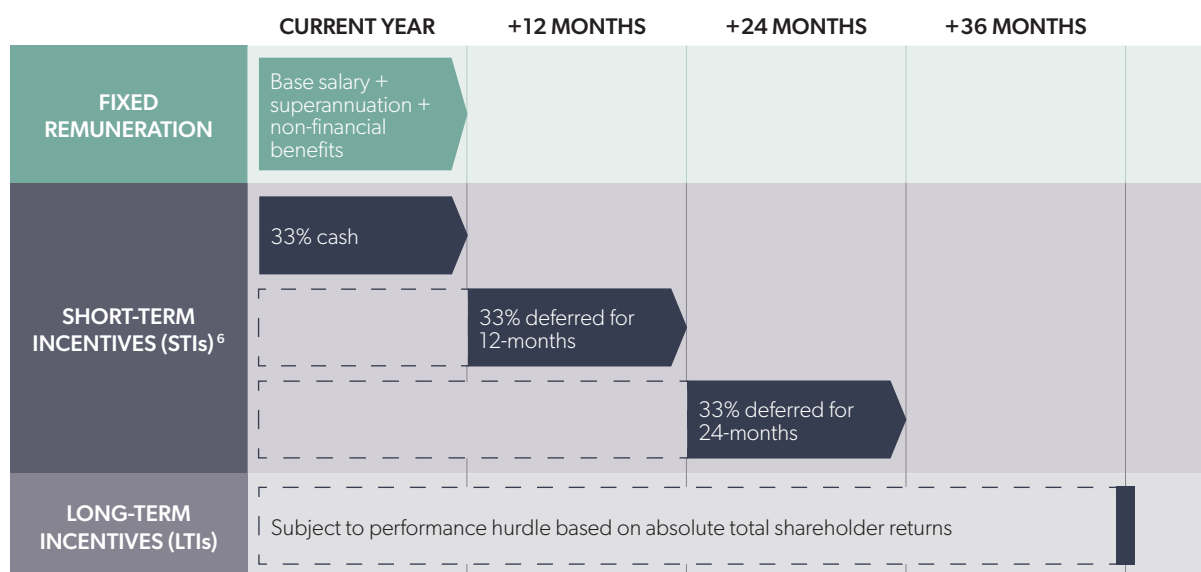 CURRENT YEAR +12 MONTHS +24 MONTHS +36 MONTHS
FIXED
REMUNERATION
Base salary +
superannuation +
non-financial
benefits
SHORT-TERM
INCENTIVES (STIs) 6
33% cash
33% deferred for
12-months
33% deferred for
24-months
LONG-TERM
INCENTIVES (LTIs)
Subject to performance hurdle based on absolute total shareholder returns